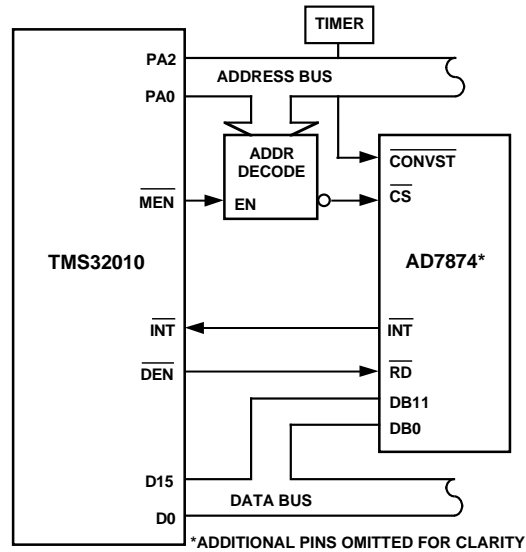 TIMER
PA2
ADDRESS BUS
PA0
ADDR
DECODE
CONVST
MEN
EN
CS
TMS32010
AD7874*
INT
INT
DEN
RD
DB11
DB0
D15
DATA BUS
D0
*ADDITIONAL PINS OMITTED FOR CLARITY